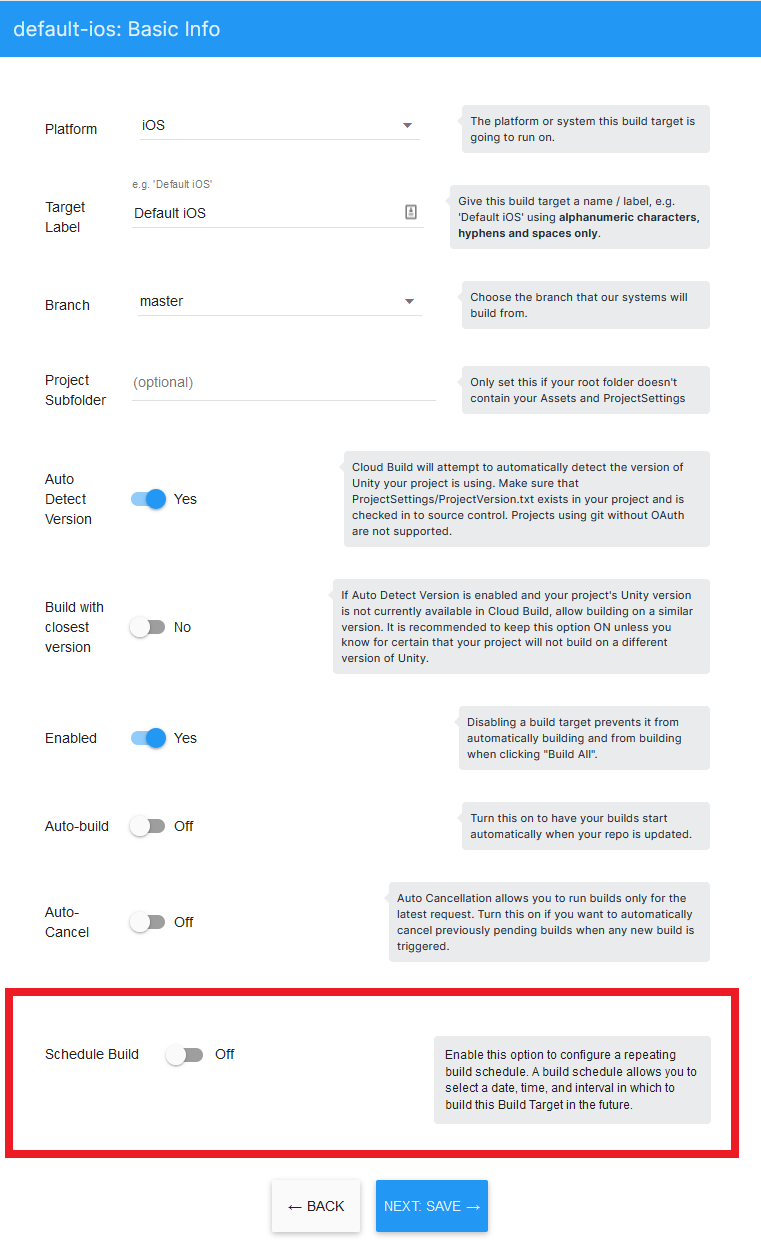 default-ios: Basic Info
Platform
iOS
The platform or system this build target is
going to run on.
e.g. 'Default iOS'
Target
Label
Default iOS
Give this build target a name / label, e.g.
'Default iOS' using alphanumeric characters,
hyphens and spaces only.
Branch
master
Choose the branch that our systems will
build from.
Project
Subfolder
(optional)
Only set this if your root folder doesn't
contain your Assets and ProjectSettings
Auto
Detect
Version
Yes
Cloud Build will attempt to automatically detect the version of
Unity your project is using. Make sure that
ProjectSettings/ProjectVersion.txt exists in your project and is
checked in to source control. Projects using git without OAuth
are not supported.
Build with
closest
version
No
If Auto Detect Version is enabled and your project's Unity version
is not currently available in Cloud Build, allow building on a similar
version. It is recommended to keep this option ON unless you
know for certain that your project will not build on a different
version of Unity.
Enabled
Yes
Disabling a build target prevents it from
automatically building and from building
when clicking "Build All".
Auto-build
Off
Turn this on to have your builds start
automatically when your repo is updated.
Auto-
Cancel
Off
Auto Cancellation allows you to run builds only for the
latest request. Turn this on if you want to automatically
cancel previously pending builds when any new build is
triggered.
Schedule Build
Off
Enable this option to configure a repeating
build schedule. A build schedule allows you to
select a date, time, and interval in which to
build this Build Target in the future.
← BACK
NEXT: SAVE →